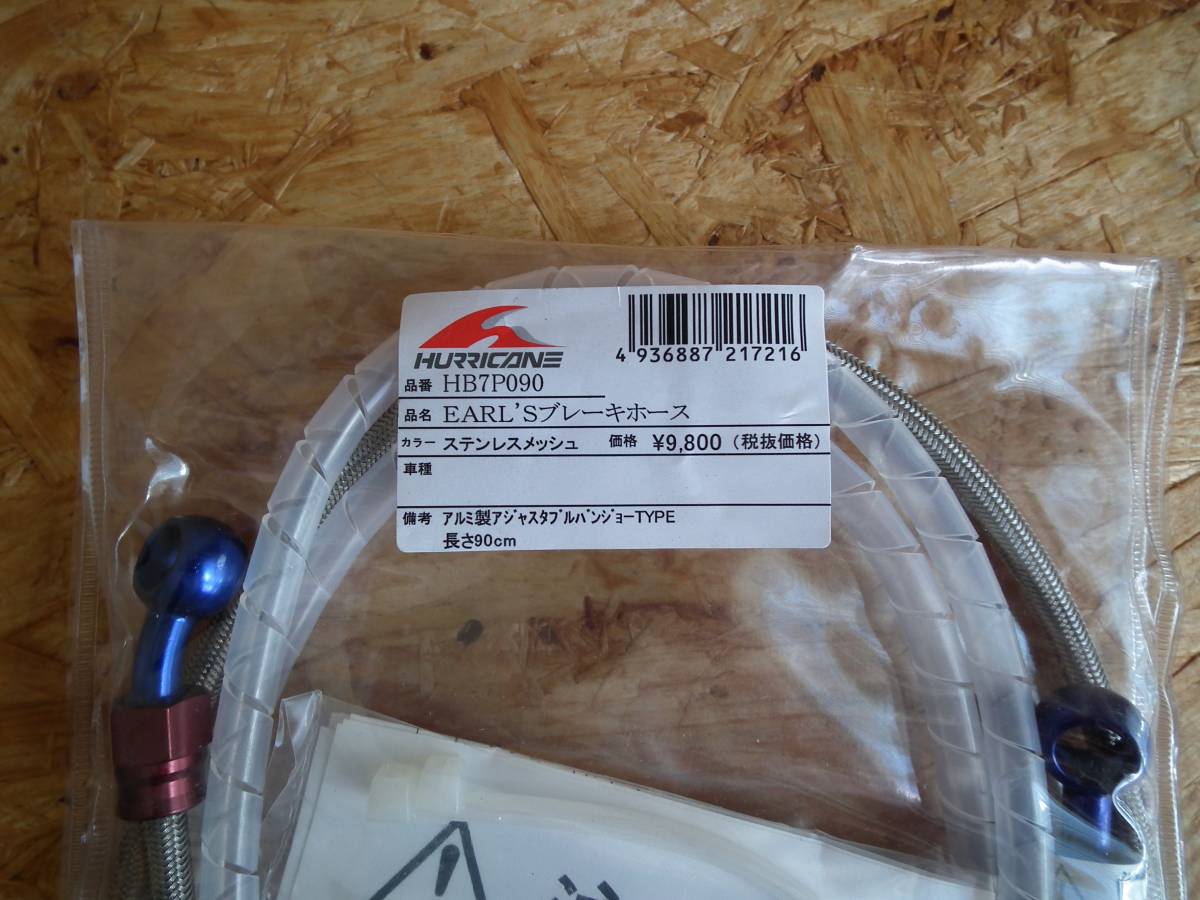 HURRICANE
4 936887 217216
品番 HB7P090
品名 EARL'Sブレーキホース
カラー ステンレスメッシュ 価格 ¥9,800 (税抜価格)
車種
備考 アルミ製アジャスタブルバンジョーTYPE
長さ90cm